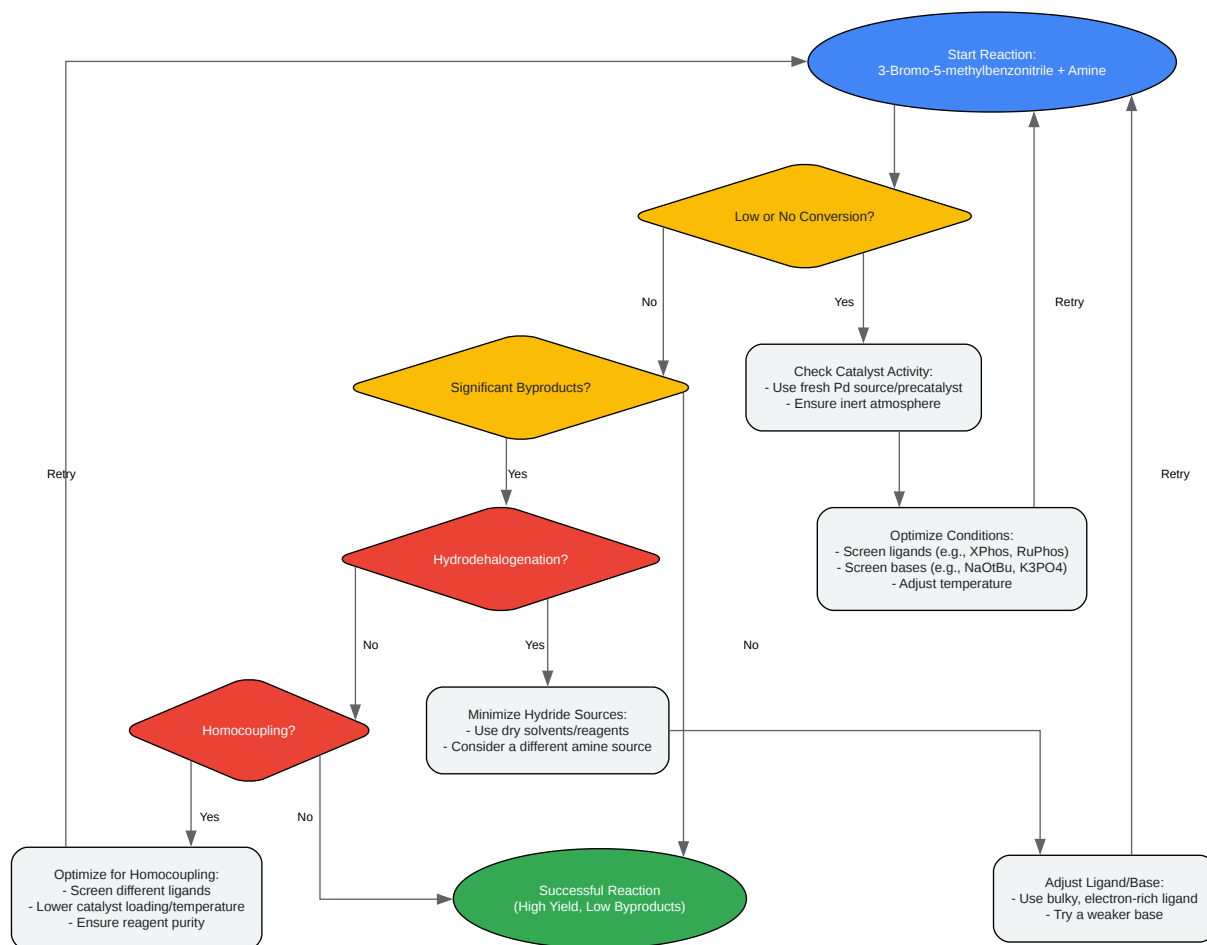 Start Reaction:
3-Bromo-5-methylbenzonitrile + Amine
Low or No Conversion?
No
Yes
Retry
Significant Byproducts?
Check Catalyst Activity:
- Use fresh Pd source/precatalyst
- Ensure inert atmosphere
Retry
Yes
Retry
Optimize Conditions:
- Screen ligands (e.g., XPhos, RuPhos)
- Screen bases (e.g., NaOtBu, K3PO4)
- Adjust temperature
Hydrodehalogenation?
No
Yes
No
Minimize Hydride Sources:
- Use dry solvents/reagents
- Consider a different amine source
Homocoupling?
Yes
No
Optimize for Homocoupling:
- Screen different ligands
- Lower catalyst loading/temperature
- Ensure reagent purity
Successful Reaction
(High Yield, Low Byproducts)
Adjust Ligand/Base:
- Use bulky, electron-rich ligand
- Try a weaker base